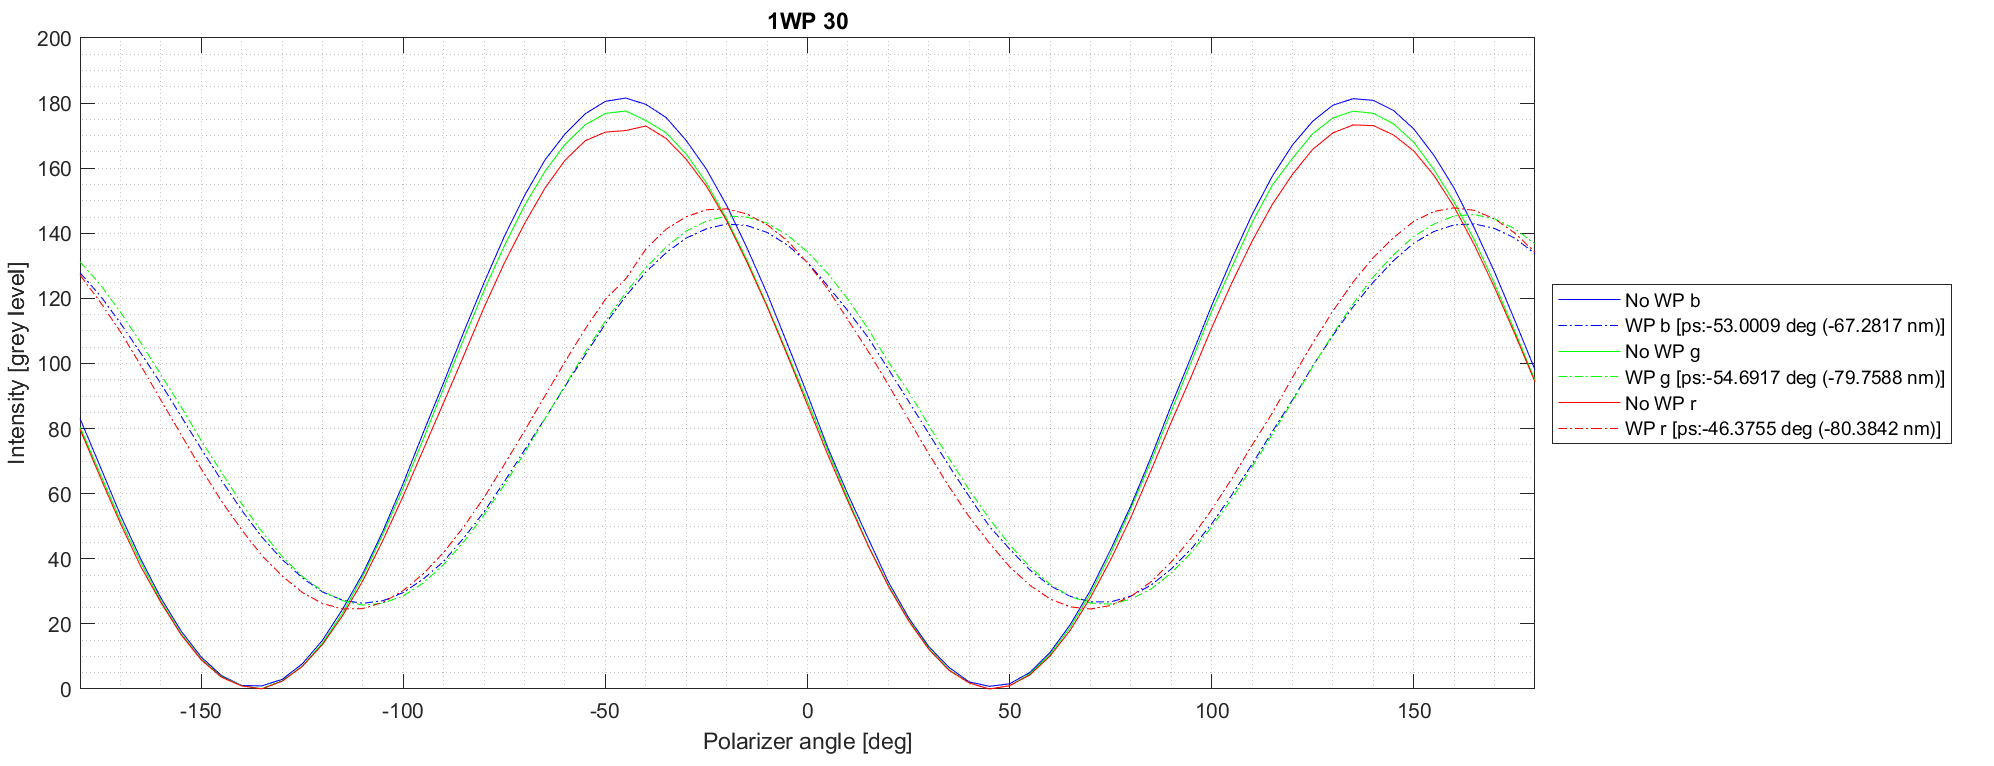 1WP 30
Intensity [grey level]
200
180
160
140
120
100
80
60
40
20
0
-150
-100
-50
0
50
100
150
Polarizer angle [deg]
No WP b
WP b [ps:-53.0009 deg (-67.2817 nm)]
No WP g
WP g [ps:-54.6917 deg (-79.7588 nm)]
No WP r
WP r [ps:-46.3755 deg (-80.3842 nm)]